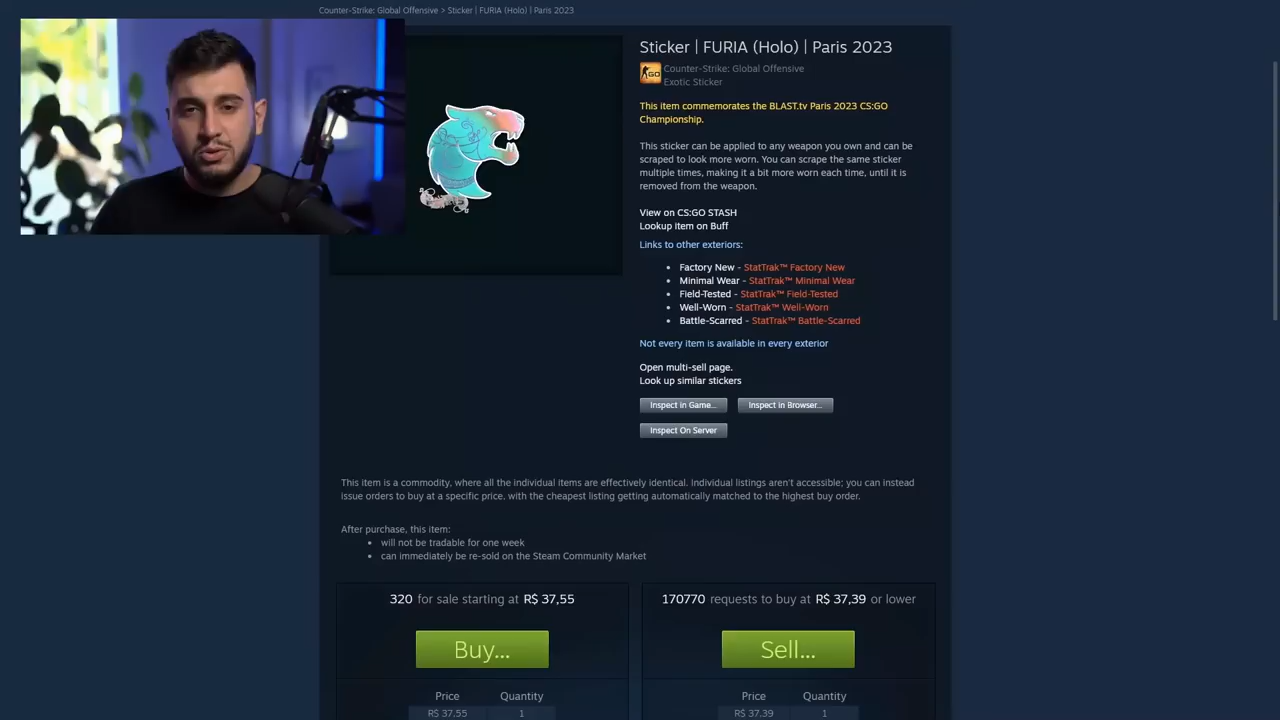 Counter-Strike: Global Offensive > Sticker | FURIA (Holo) | Paris 2023
Sticker | FURIA (Holo) | Paris 2023
Counter-Strike: Global Offensive
Exotic Sticker
This item commemorates the BLAST.tv Paris 2023 CS:GO
Championship.
This sticker can be applied to any weapon you own and can be
scraped to look more worn. You can scrape the same sticker
multiple times, making it a bit more worn each time, until it is
removed from the weapon.
View on CS:GO STASH
Lookup item on Buff
Links to other exteriors:
Factory New - StatTrak™ Factory New
Minimal Wear - StatTrak™ Minimal Wear
Field-Tested - StatTrak™ Field-Tested
Well-Worn - StatTrak™ Well-Worn
Battle-Scarred - StatTrak™ Battle-Scarred
Not every item is available in every exterior
Open multi-sell page.
Look up similar stickers
Inspect in Game... Inspect in Browser...
Inspect On Server
This item is a commodity, where all the individual items are effectively identical. Individual listings aren't accessible; you can instead
issue orders to buy at a specific price, with the cheapest listing getting automatically matched to the highest buy order.
After purchase, this item:
will not be tradable for one week
can immediately be re-sold on the Steam Community Market
320 for sale starting at R$ 37,55
Buy...
Price Quantity
R$ 37,55 1
170770 requests to buy at R$ 37,39 or lower
Sell...
Price Quantity
R$ 37,39 1